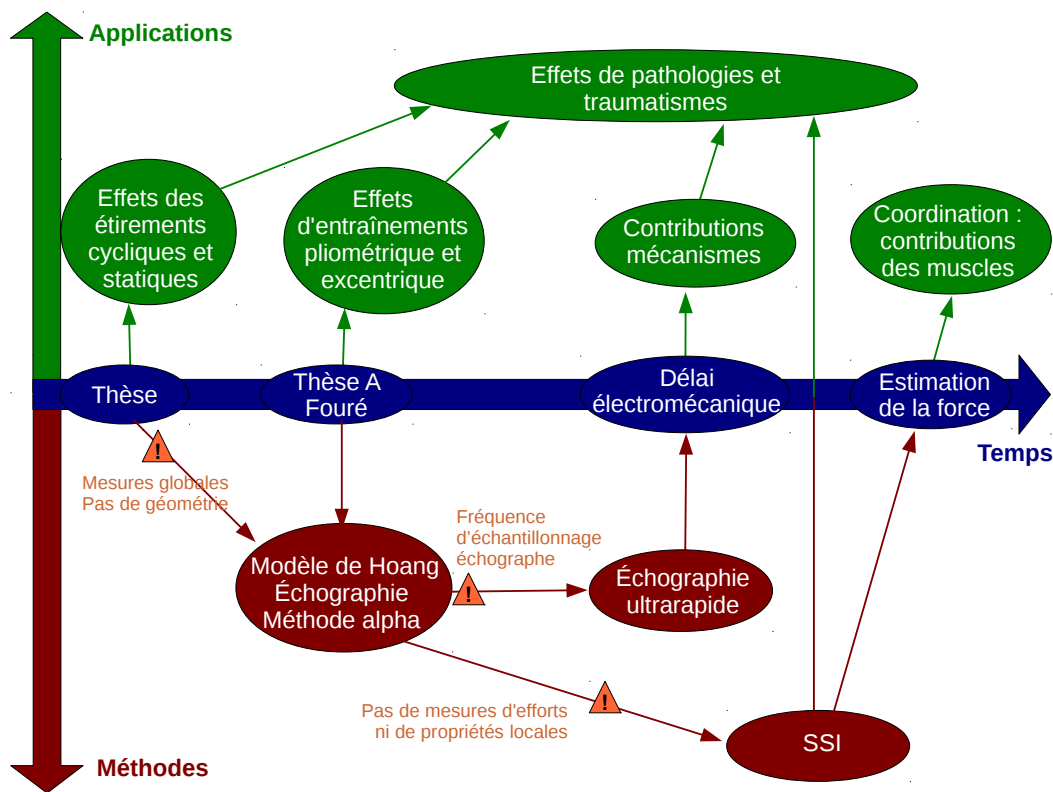 Applications
Effets de pathologies et
traumatismes
Effets des
étirements
cycliques et
statiques
Effets
d'entraînements
pliométrique et
excentrique
Contributions
mécanismes
Coordination :
contributions
des muscles
Thèse
Thèse A
Fouré
Délai
électromécanique
Estimation
de la force
Temps
!
Mesures globales
Pas de géométrie
Modèle de Hoang
Échographie
Méthode alpha
Fréquence
d’échantillonnage
échographe
!
Échographie
ultrarapide
!
Pas de mesures d'efforts
ni de propriétés locales
SSI
Méthodes